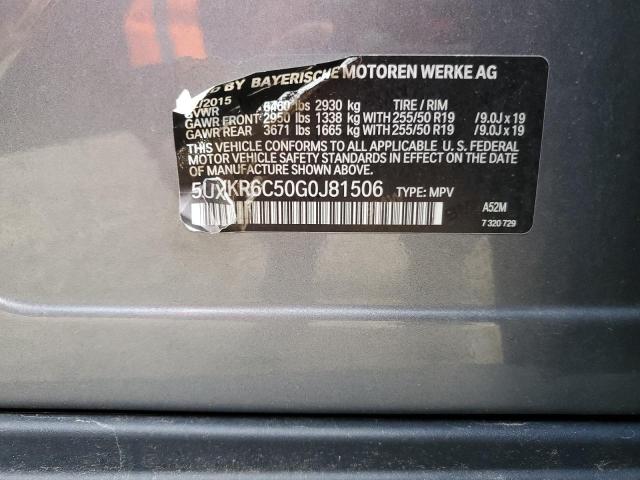 BY BAYERISCHE MOTOREN WERKE AG
/2015
GVWR 6460 lbs 2930 kg TIRE / RIM
GAWR FRONT 2950 lbs 1338 kg WITH 255/50 R19 / 9.0J x 19
GAWR REAR 3671 lbs 1665 kg WITH 255/50 R19 / 9.0J x 19
THIS VEHICLE CONFORMS TO ALL APPLICABLE U.S. FEDERAL
MOTOR VEHICLE SAFETY STANDARDS IN EFFECT ON THE DATE OF
MANUFACTURE SHOWN ABOVE.
5UXKR6C50G0J81506 TYPE: MPV
A52M
7 320 729